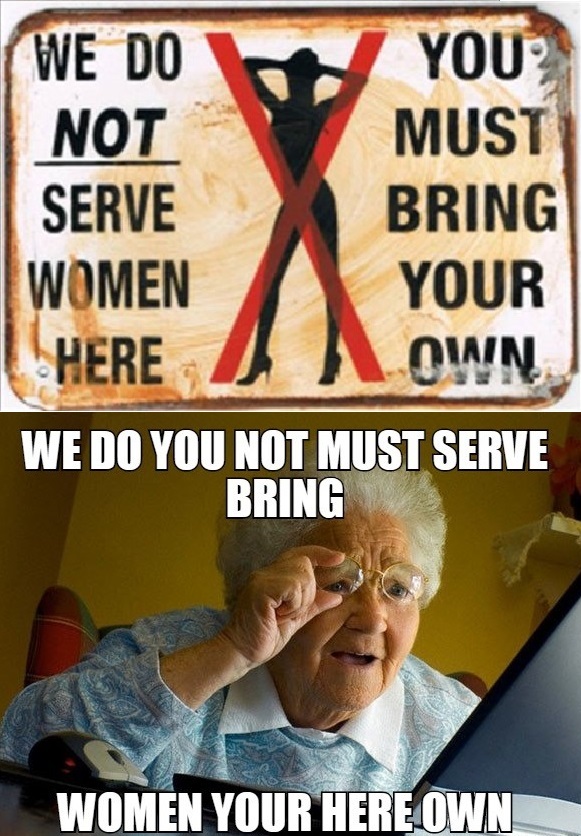 WE DO
NOT
SERVE
WOMEN
HERE
YOU
MUST
BRING
YOUR
OWN
WE DO YOU NOT MUST SERVE
BRING
WOMEN YOUR HERE OWN